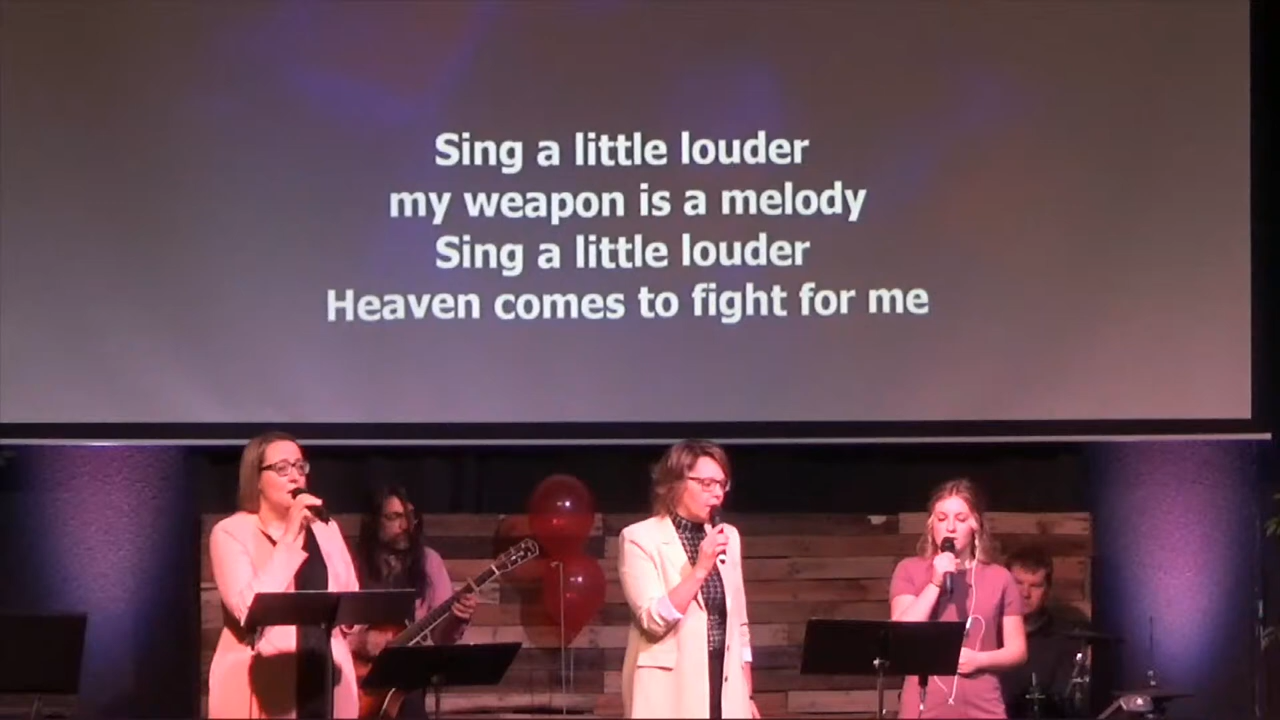 Sing a little louder
my weapon is a melody
Sing a little louder
Heaven comes to fight for me